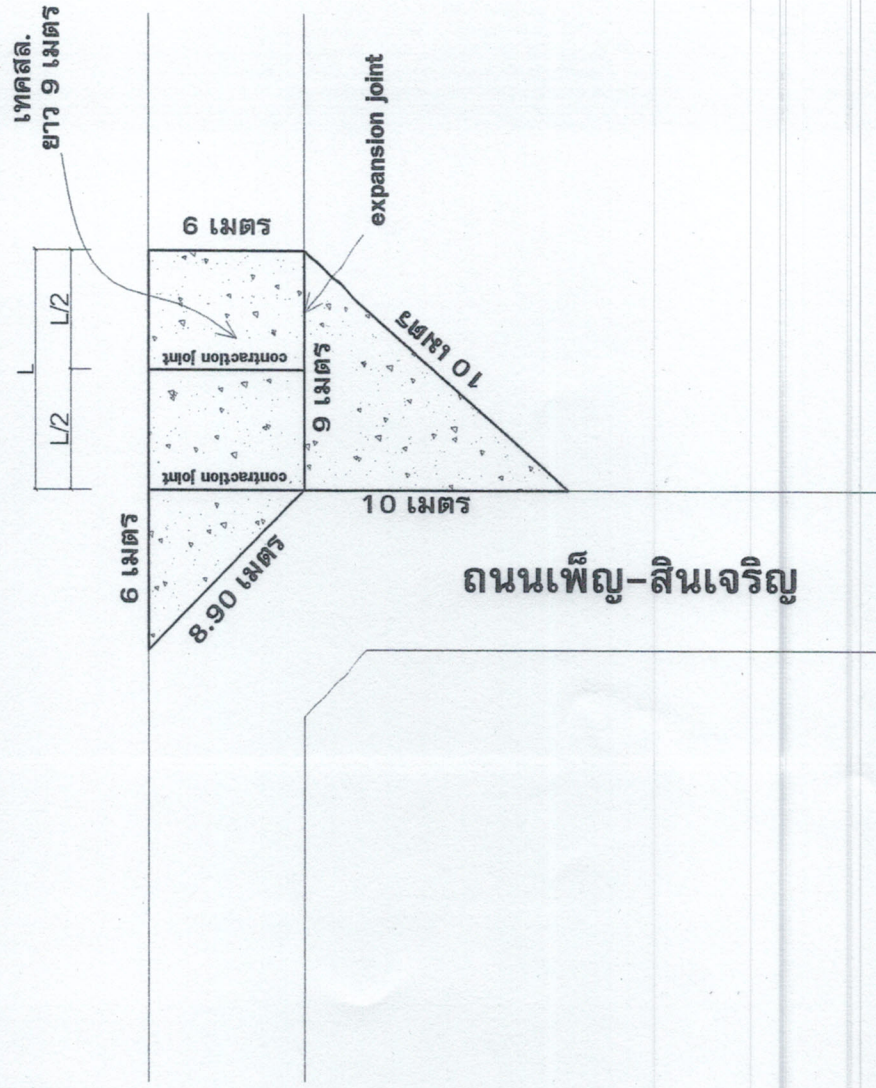 เทคสล.
ยาว 9 เมตร
L
L/2
L/2
6 เมตร
expansion joint
contraction joint
contraction joint
9 เมตร
10 เมตร
10 เมตร
6 เมตร
8.90 เมตร
ถนนเพ็ญ-สินเจริญ